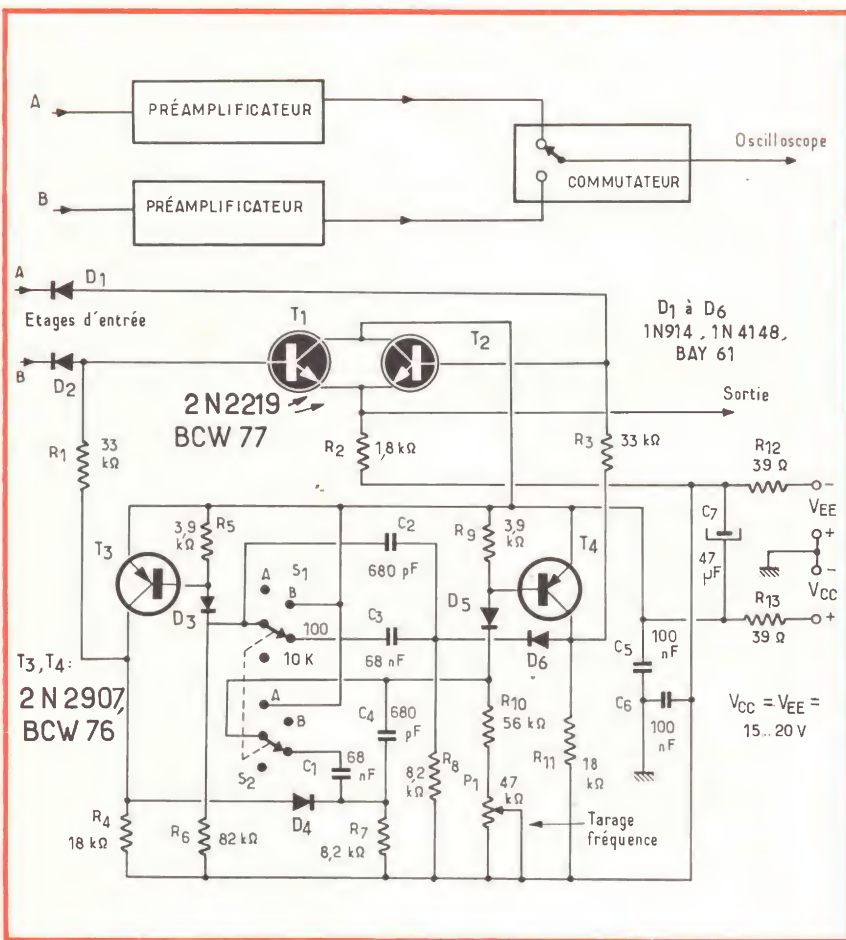 A
PRÉAMPLIFICATEUR
Oscilloscope
COMMUTATEUR
B
PRÉAMPLIFICATEUR
A
D1
Etages d'entrée
T1
T2
D1 à D6
1N914, 1N4148,
BAY 61
B
D2
2N2219
BCW 77
Sortie
R1
33
kΩ
R2
1,8 kΩ
R3
33 kΩ
R12
39 Ω
VEE
C7
47
µF
VCC
R13
39 Ω
T3
3,9
kΩ
R5
C2
680 pF
R9
3,9
kΩ
T4
A
S1
B
D3
100
10 K
C3
68 nF
D5
D6
C5
100
nF
C6
100
nF
T3, T4:
2N2907,
BCW 76
A
B
S2
C4
680
pF
C1
68
nF
R10
56 kΩ
R8
8,2
kΩ
P1
47
kΩ
R11
18
kΩ
VCC = VEE =
15...20 V
R4
18 kΩ
R6
82 kΩ
D4
R7
8,2 kΩ
Tarage
fréquence